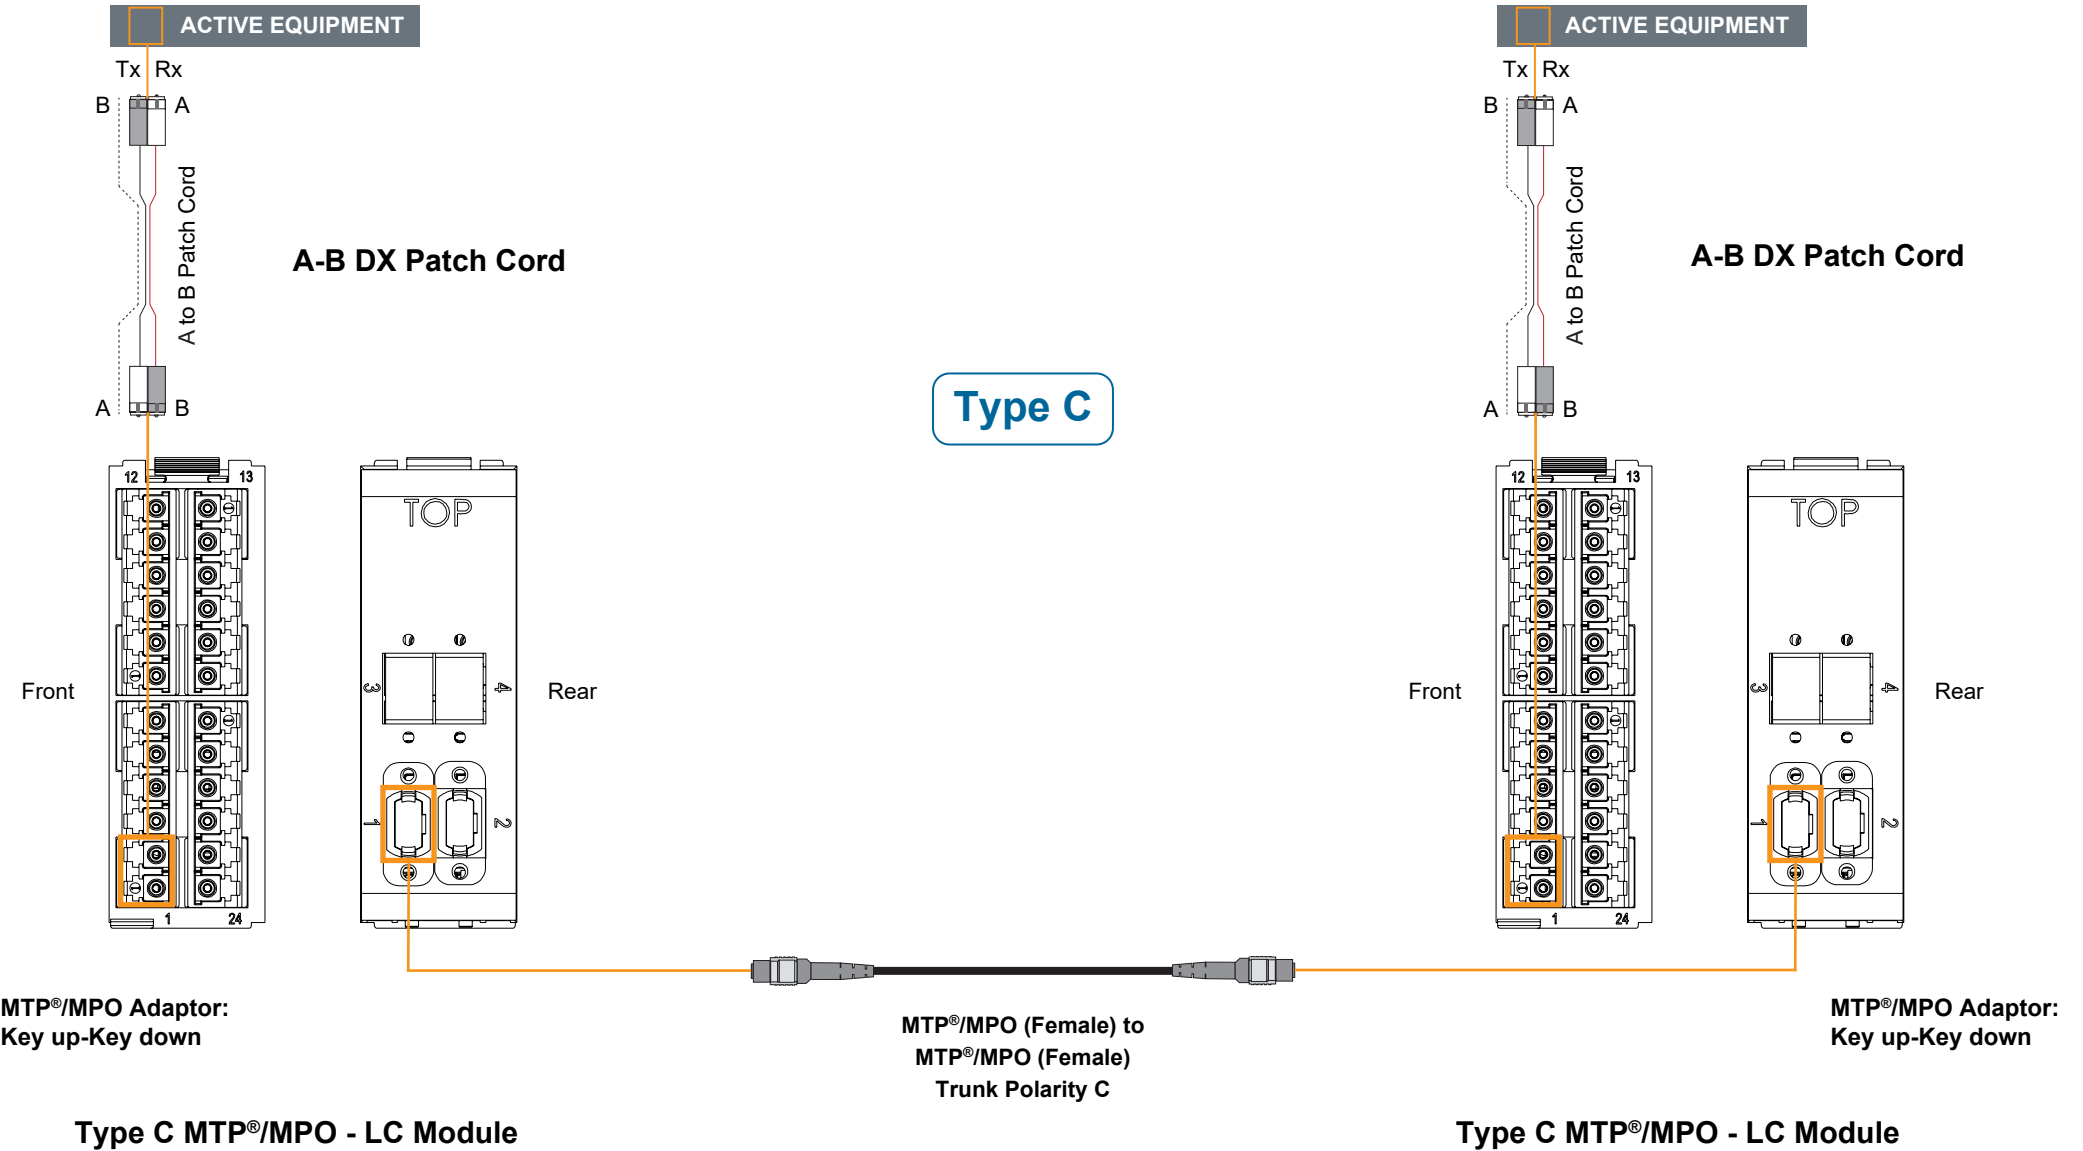 ACTIVE EQUIPMENT
Tx Rx
B A
A to B Patch Cord
A-B DX Patch Cord
A B
12 13
TOP
Front
3 4
Rear
1 2
1 24
MTP®/MPO Adaptor:
Key up-Key down
Type C MTP®/MPO - LC Module
Type C
MTP®/MPO (Female) to
MTP®/MPO (Female)
Trunk Polarity C
ACTIVE EQUIPMENT
Tx Rx
B A
A to B Patch Cord
A-B DX Patch Cord
A B
12 13
TOP
Front
3 4
Rear
1 2
1 24
MTP®/MPO Adaptor:
Key up-Key down
Type C MTP®/MPO - LC Module